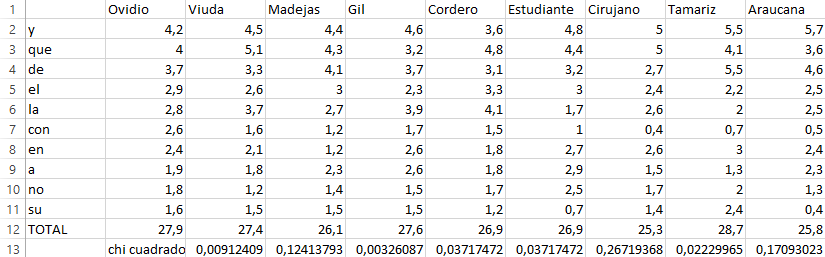 1 Ovidio Viuda Madejas Gil Cordero Estudiante Cirujano Tamariz Araucana
2 y 4,2 4,5 4,4 4,6 3,6 4,8 5 5,5 5,7
3 que 4 5,1 4,3 3,2 4,8 4,4 5 4,1 3,6
4 de 3,7 3,3 4,1 3,7 3,1 3,2 2,7 5,5 4,6
5 el 2,9 2,6 3 2,3 3,3 3 2,4 2,2 2,5
6 la 2,8 3,7 2,7 3,9 4,1 1,7 2,6 2 2,5
7 con 2,6 1,6 1,2 1,7 1,5 1 0,4 0,7 0,5
8 en 2,4 2,1 1,2 2,6 1,8 2,7 2,6 3 2,4
9 a 1,9 1,8 2,3 2,6 1,8 2,9 1,5 1,3 2,3
10 no 1,8 1,2 1,4 1,5 1,7 2,5 1,7 2 1,3
11 su 1,6 1,5 1,5 1,5 1,2 0,7 1,4 2,4 0,4
12 TOTAL 27,9 27,4 26,1 27,6 26,9 26,9 25,3 28,7 25,8
13 chi cuadrado 0,00912409 0,12413793 0,00326087 0,03717472 0,03717472 0,26719368 0,02229965 0,17093023